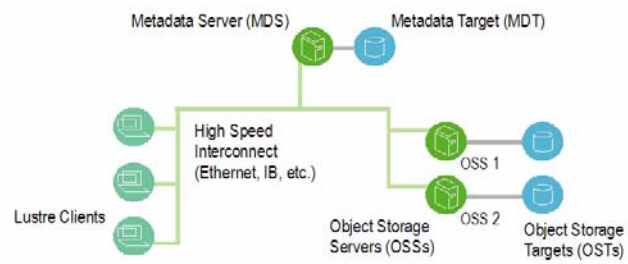 Metadata Server (MDS)
Metadata Target (MDT)
High Speed
Interconnect
(Ethernet, IB, etc.)
OSS 1
Lustre Clients
OSS 2
Object Storage
Servers (OSSs)
Object Storage
Targets (OSTs)